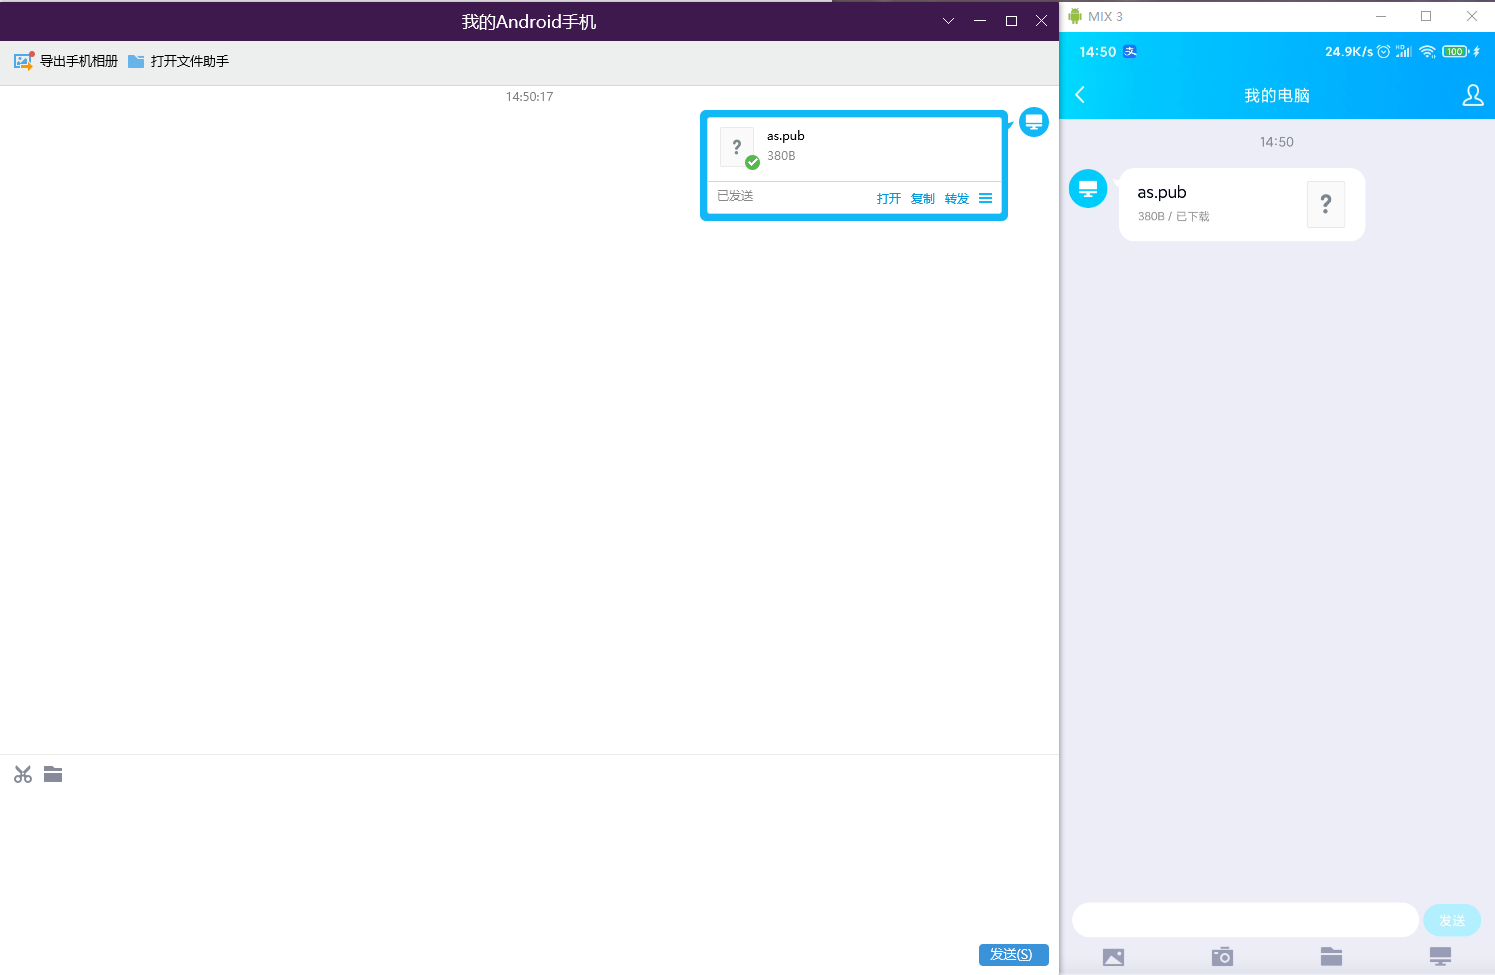 我的Android手机
导出手机相册 打开文件助手
14:50:17
as.pub
380B
已发送 打开 复制 转发
发送(S)
MIX 3
14:50 支 24.9K/s HD 100
我的电脑
14:50
as.pub
380B / 已下载
发送